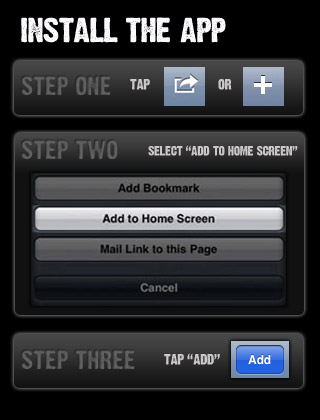 INSTALL THE APP
STEP ONE TAP OR +
STEP TWO SELECT “ADD TO HOME SCREEN”
Add Bookmark
Add to Home Screen
Mail Link to this Page
Cancel
STEP THREE TAP “ADD” Add